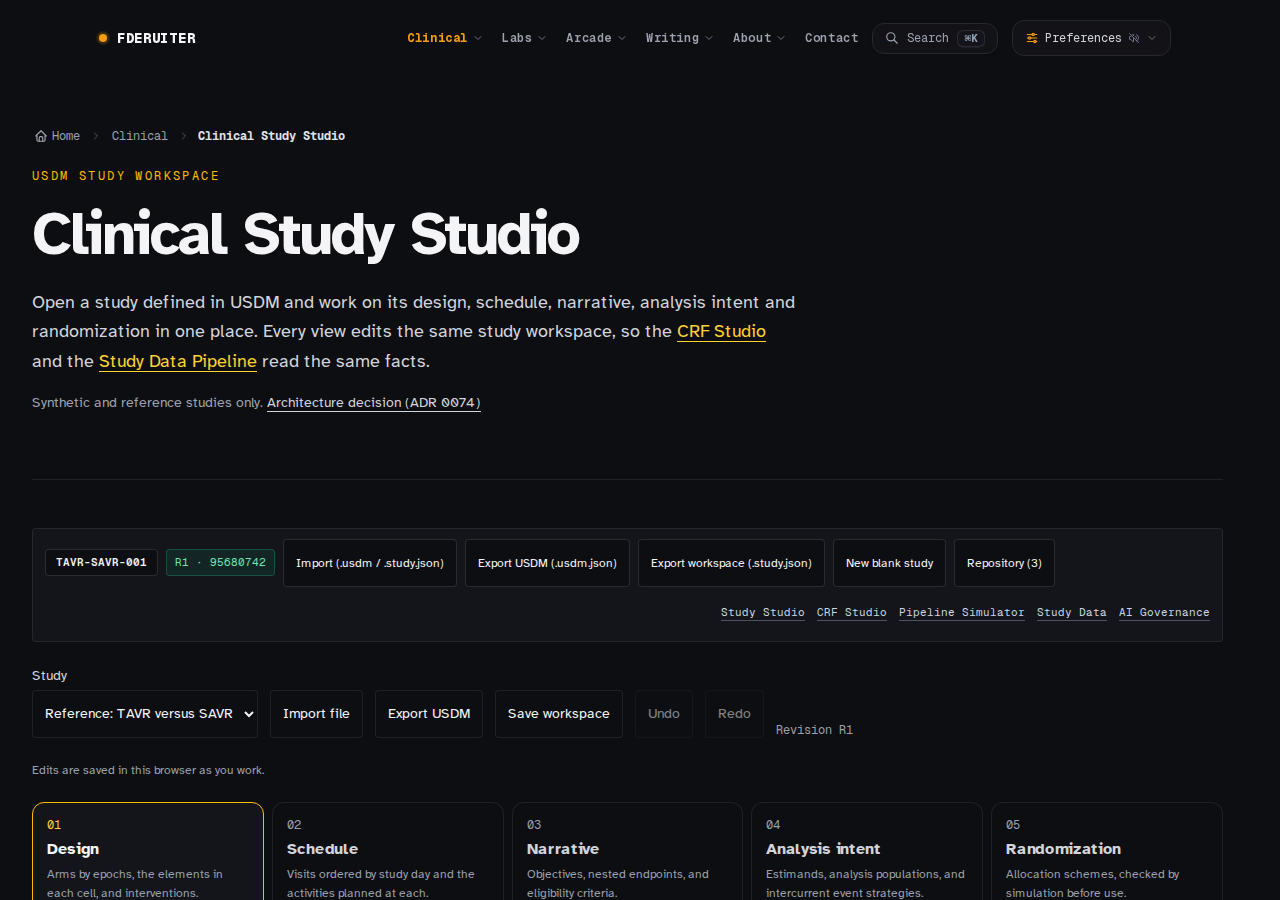 FDERUITER
Clinical Labs Arcade Writing About Contact Search ⌘K Preferences
Home Clinical Clinical Study Studio
USDM STUDY WORKSPACE
Clinical Study Studio
Open a study defined in USDM and work on its design, schedule, narrative, analysis intent and
randomization in one place. Every view edits the same study workspace, so the CRF Studio
and the Study Data Pipeline read the same facts.
Synthetic and reference studies only. Architecture decision (ADR 0074)
TAVR-SAVR-001 R1 · 95680742 Import (.usdm / .study.json) Export USDM (.usdm.json) Export workspace (.study.json) New blank study Repository (3)
Study Studio CRF Studio Pipeline Simulator Study Data AI Governance
Study
Reference: TAVR versus SAVR Import file Export USDM Save workspace Undo Redo Revision R1
Edits are saved in this browser as you work.
01
Design
Arms by epochs, the elements in
each cell, and interventions.
02
Schedule
Visits ordered by study day and the
activities planned at each.
03
Narrative
Objectives, nested endpoints, and
eligibility criteria.
04
Analysis intent
Estimands, analysis populations, and
intercurrent event strategies.
05
Randomization
Allocation schemes, checked by
simulation before use.